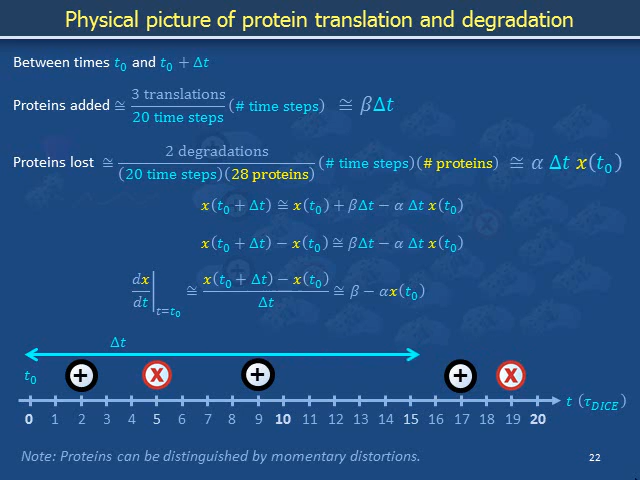 Physical picture of protein translation and degradation
Between times t₀ and t₀ + Δt
Proteins added ≅ 3 translations / 20 time steps (# time steps) ≅ βΔt
Proteins lost ≅ 2 degradations / (20 time steps)(28 proteins) (# time steps)(# proteins) ≅ α Δt x(t₀)
x(t₀ + Δt) ≅ x(t₀) + βΔt − α Δt x(t₀)
x(t₀ + Δt) − x(t₀) ≅ βΔt − α Δt x(t₀)
dx/dt|t=t₀ ≅ x(t₀ + Δt) − x(t₀) / Δt ≅ β − αx(t₀)
Δt
t₀ + X + + X
t (τDICE)
0 1 2 3 4 5 6 7 8 9 10 11 12 13 14 15 16 17 18 19 20
Note: Proteins can be distinguished by momentary distortions. 22